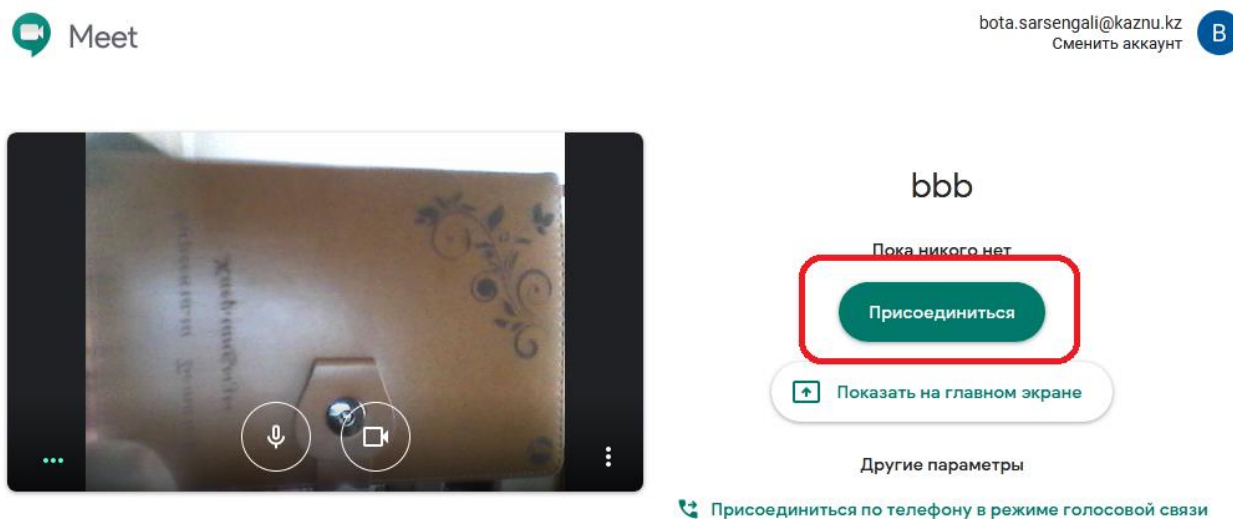 Meet
bota.sarsengali@kaznu.kz
Сменить аккаунт
B
bbb
Пока никого нет
Присоединиться
Показать на главном экране
Другие параметры
Присоединиться по телефону в режиме голосовой связи